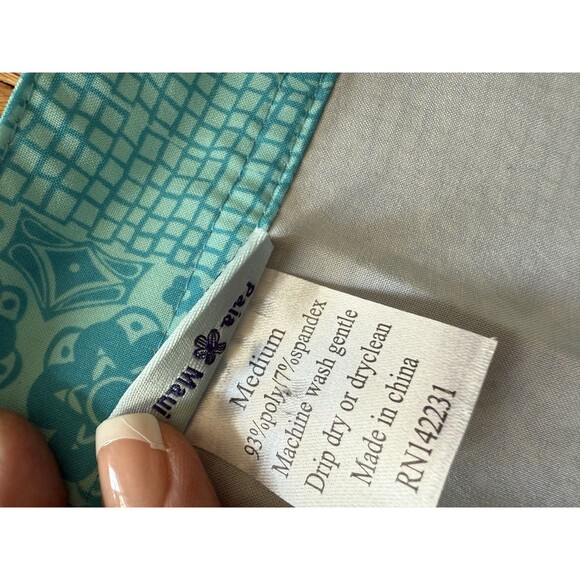 Paia Maui
Medium
93%poly/7%spandex
Machine wash gentle
Drip dry or dryclean
Made in china
RN142231